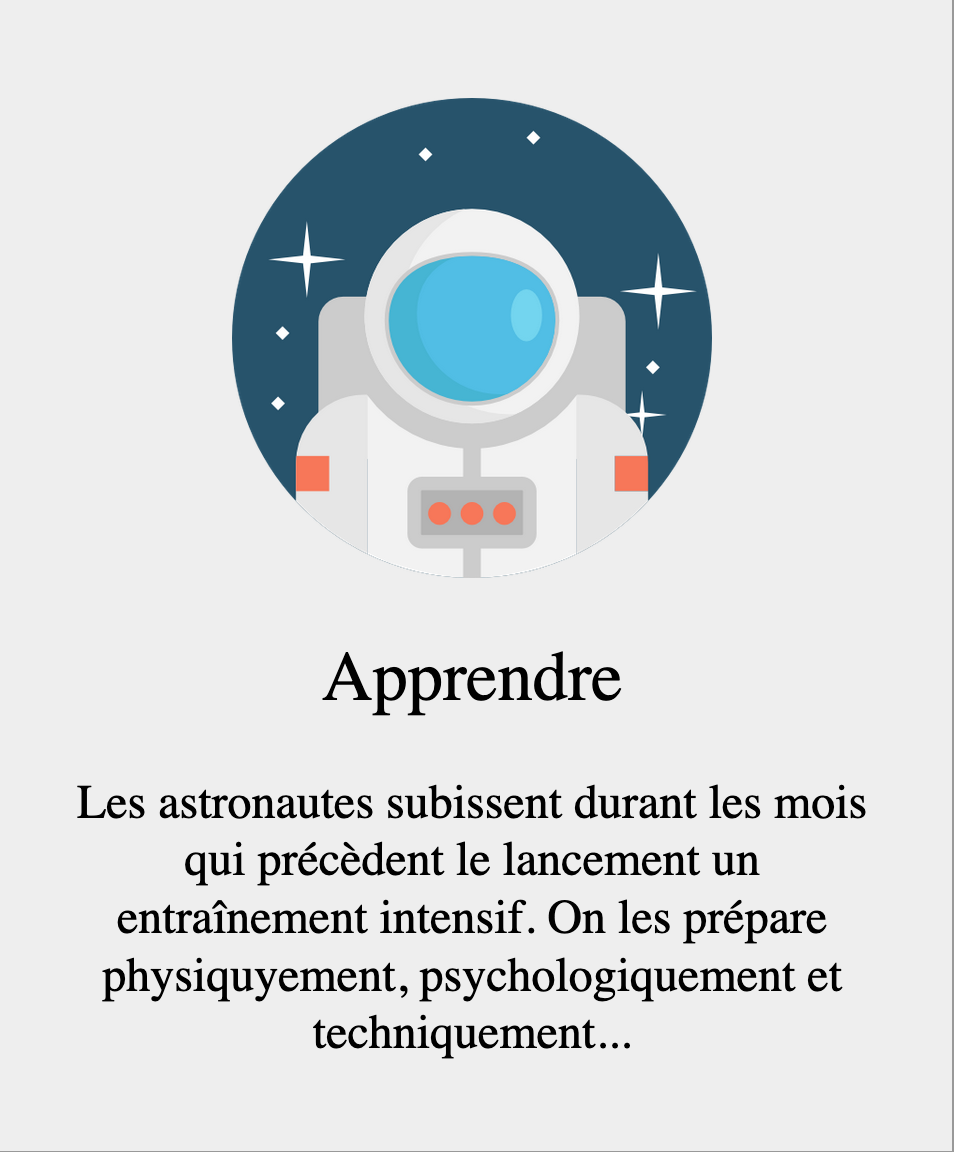 Apprendre
Les astronautes subissent durant les mois
qui précèdent le lancement un
entraînement intensif. On les prépare
physiquyement, psychologiquement et
techniquement...